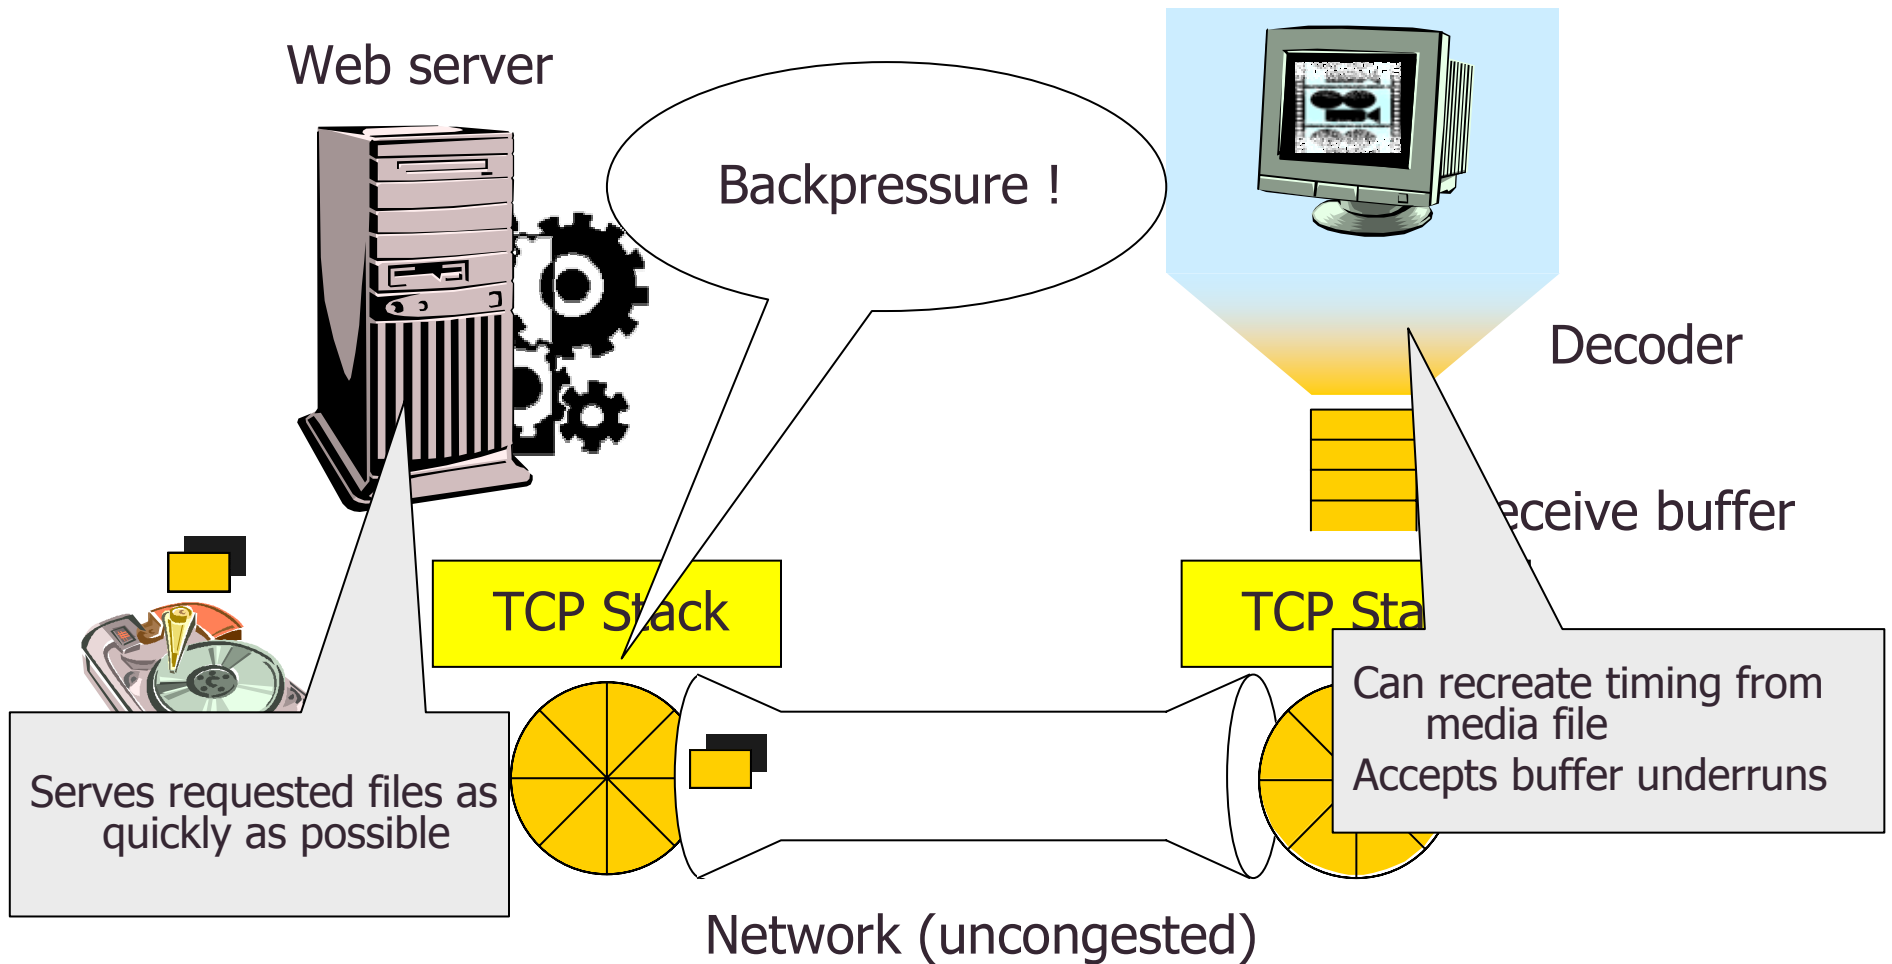 Web server
Backpressure !
Decoder
eceive buffer
TCP Stack
TCP Sta
Can recreate timing from
media file
Accepts buffer underruns
Serves requested files as
quickly as possible
Network (uncongested)